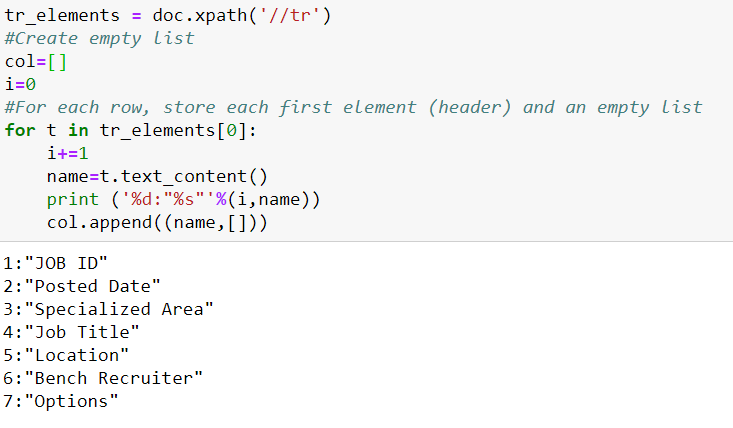 tr_elements = doc.xpath('//tr')
#Create empty list
col=[]
i=0
#For each row, store each first element (header) and an empty list
for t in tr_elements[0]:
    i+=1
    name=t.text_content()
    print ('%d:"%s"'%(i,name))
    col.append((name,[]))
1:"JOB ID"
2:"Posted Date"
3:"Specialized Area"
4:"Job Title"
5:"Location"
6:"Bench Recruiter"
7:"Options"